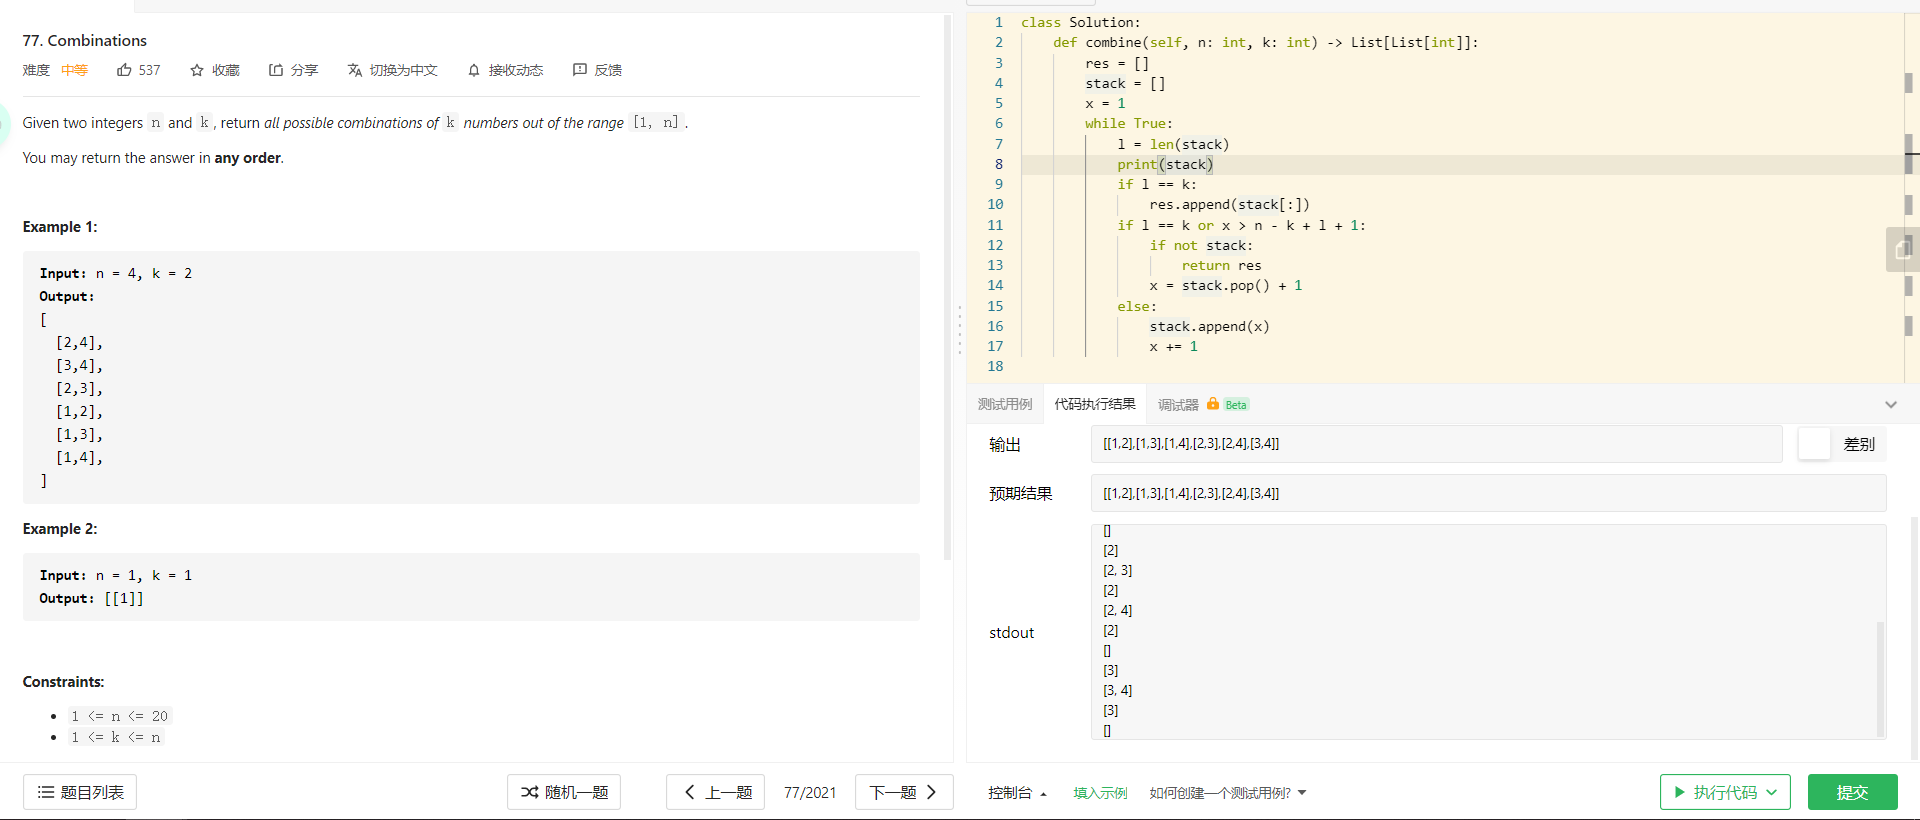 77. Combinations
难度 中等 537 收藏 分享 切换为中文 接收动态 反馈
Given two integers n and k, return all possible combinations of k numbers out of the range [1, n].
You may return the answer in any order.
Example 1:
Input: n = 4, k = 2
Output:
[
[2,4],
[3,4],
[2,3],
[1,2],
[1,3],
[1,4],
]
Example 2:
Input: n = 1, k = 1
Output: [[1]]
Constraints:
• 1 <= n <= 20
• 1 <= k <= n
题目列表 随机一题 上一题 77/2021 下一题
1 class Solution:
2 def combine(self, n: int, k: int) -> List[List[int]]:
3 res = []
4 stack = []
5 x = 1
6 while True:
7 l = len(stack)
8 print(stack)
9 if l == k:
10 res.append(stack[:])
11 if l == k or x > n - k + l + 1:
12 if not stack:
13 return res
14 x = stack.pop() + 1
15 else:
16 stack.append(x)
17 x += 1
18
测试用例 代码执行结果 调试器 Beta
输出 [[1,2],[1,3],[1,4],[2,3],[2,4],[3,4]] 差别
预期结果 [[1,2],[1,3],[1,4],[2,3],[2,4],[3,4]]
stdout
[]
[2]
[2, 3]
[2]
[2, 4]
[2]
[]
[3]
[3, 4]
[3]
[]
控制台 填入示例 如何创建一个测试用例? 执行代码 提交